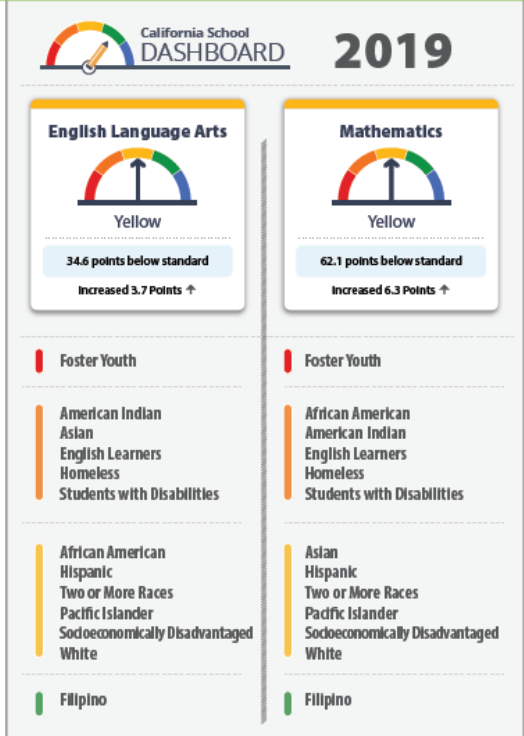 California School
DASHBOARD
2019
English Language Arts
Yellow
34.6 points below standard
Increased 3.7 Points ↑
Foster Youth
American Indian
Asian
English Learners
Homeless
Students with Disabilities
African American
Hispanic
Two or More Races
Pacific Islander
Socioeconomically Disadvantaged
White
Filipino
Mathematics
Yellow
62.1 points below standard
Increased 6.3 Points ↑
Foster Youth
African American
American Indian
English Learners
Homeless
Students with Disabilities
Asian
Hispanic
Two or More Races
Pacific Islander
Socioeconomically Disadvantaged
White
Filipino